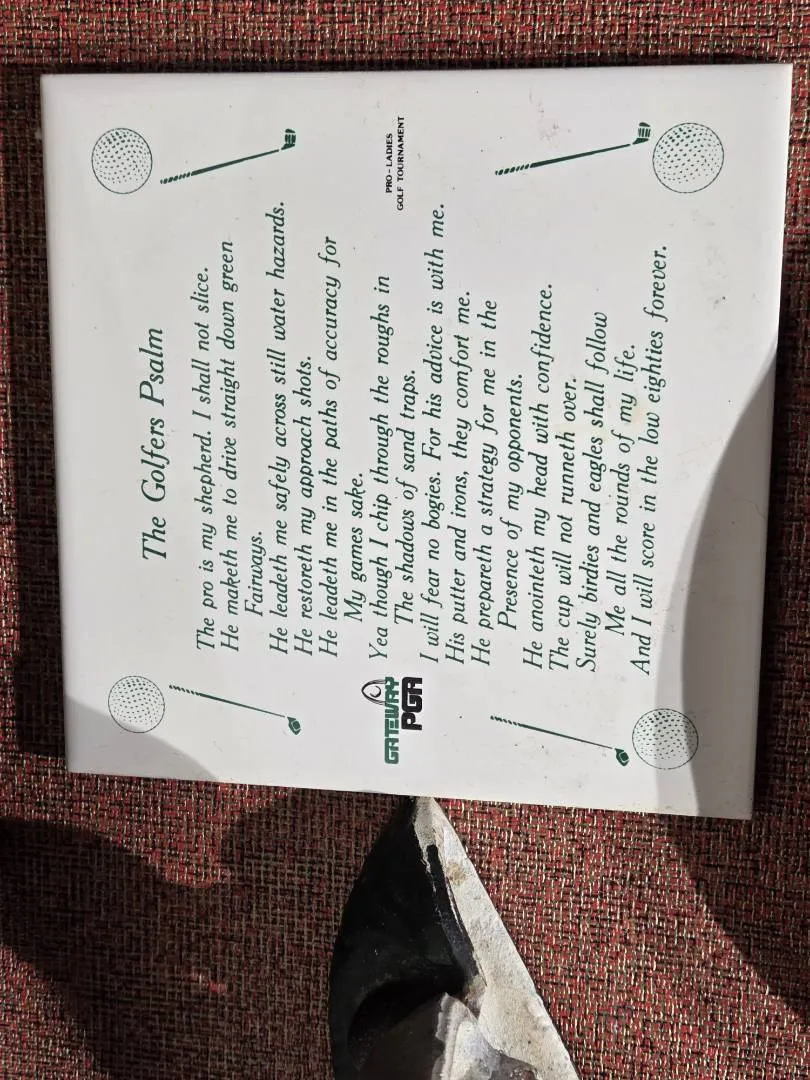 The Golfers Psalm
The pro is my shepherd. I shall not slice.
He maketh me to drive straight down green
Fairways.
He leadeth me safely across still water hazards.
He restoreth my approach shots.
He leadeth me in the paths of accuracy for
My games sake.
Yea though I chip through the roughs in
The shadows of sand traps.
I will fear no bogies. For his advice is with me.
His putter and irons, they comfort me.
He prepareth a strategy for me in the
Presence of my opponents.
He anointeth my head with confidence.
The cup will not runneth over.
Surely birdies and eagles shall follow
Me all the rounds of my life.
And I will score in the low eighties forever.
GATEWAY
PGA
PRO - LADIES
GOLF TOURNAMENT